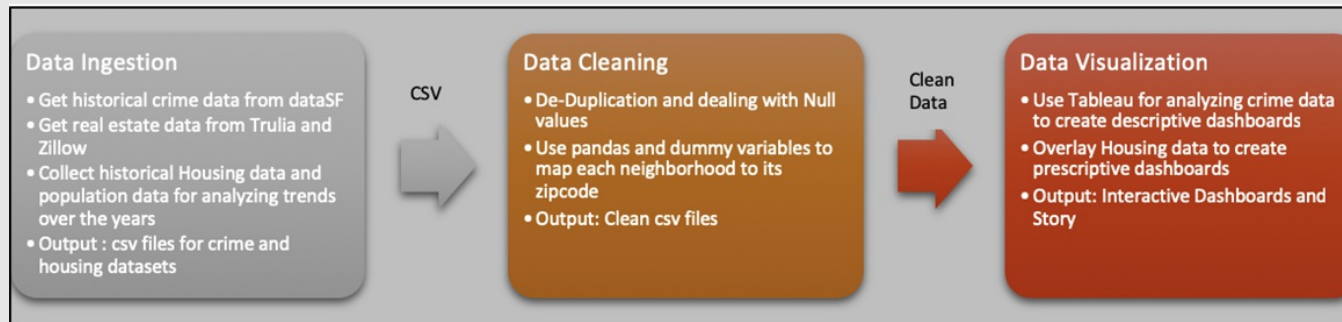 Data Ingestion
• Get historical crime data from dataSF
• Get real estate data from Trulia and
Zillow
• Collect historical Housing data and
population data for analyzing trends
over the years
• Output : csv files for crime and
housing datasets
CSV
Data Cleaning
• De-Duplication and dealing with Null
values
• Use pandas and dummy variables to
map each neighborhood to its
zipcode
• Output: Clean csv files
Clean
Data
Data Visualization
• Use Tableau for analyzing crime data
to create descriptive dashboards
• Overlay Housing data to create
prescriptive dashboards
• Output: Interactive Dashboards and
Story